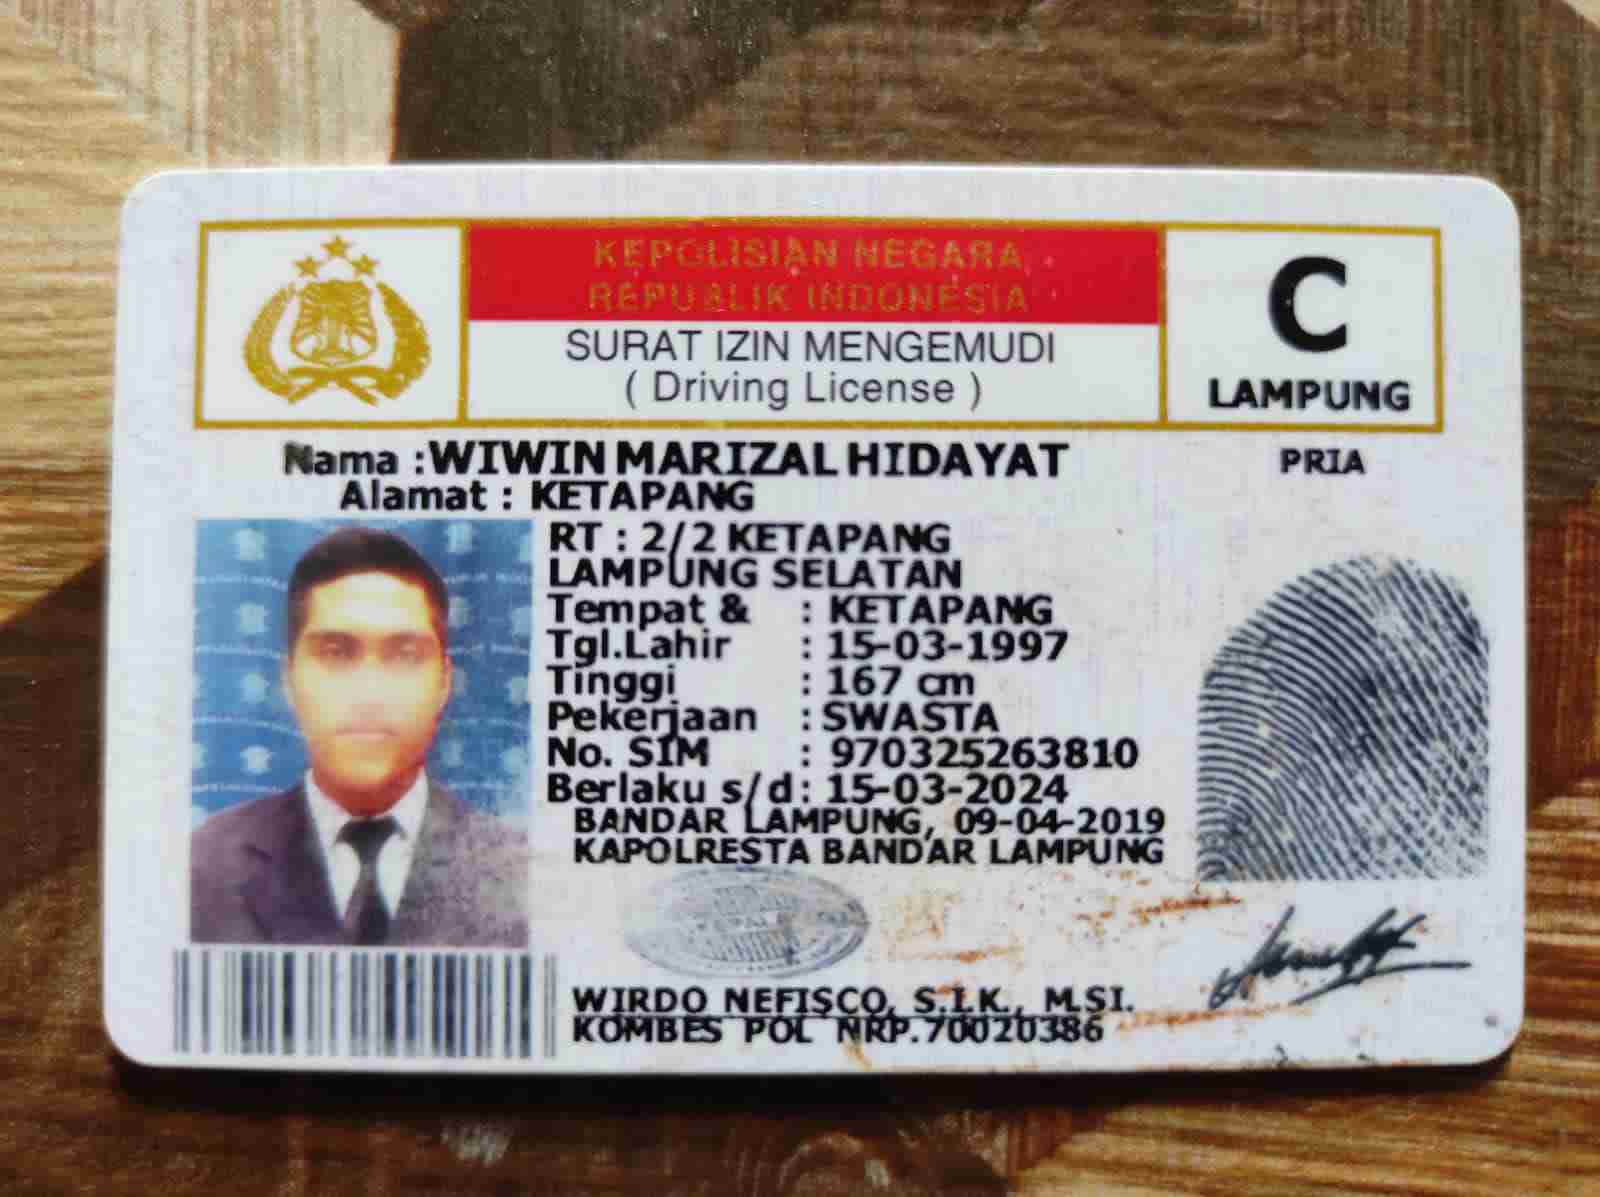 KEPOLISIAN NEGARA
REPUBLIK INDONESIA
SURAT IZIN MENGEMUDI
( Driving License )
C
LAMPUNG
Nama : WIWIN MARIZAL HIDAYAT
PRIA
Alamat : KETAPANG
RT : 2/2 KETAPANG
LAMPUNG SELATAN
Tempat & : KETAPANG
Tgl.Lahir : 15-03-1997
Tinggi : 167 cm
Pekerjaan : SWASTA
No. SIM : 970325263810
Berlaku s/d : 15-03-2024
BANDAR LAMPUNG, 09-04-2019
KAPOLRESTA BANDAR LAMPUNG
WIRDO NEFISCO, S.I.K., M.SI.
KOMBES POL NRP.70020386